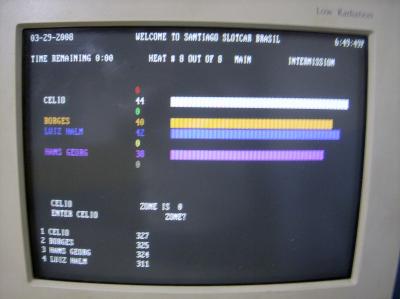 Low Radiation
03-29-2008 WELCOME TO SANTIAGO SLOTCAR BRASIL 6:49:49P
TIME REMAINING 0:00 HEAT # 8 OUT OF 8 MAIN INTERMISSION
0
CELIO 44
0
BORGES 40
LUIZ HALM 42
0
HANS GEORG 38
0
CELIO ZONE IS 0
ENTER CELIO ZONE?
1 CELIO 327
2 BORGES 325
3 HANS GEORG 324
4 LUIZ HALM 311